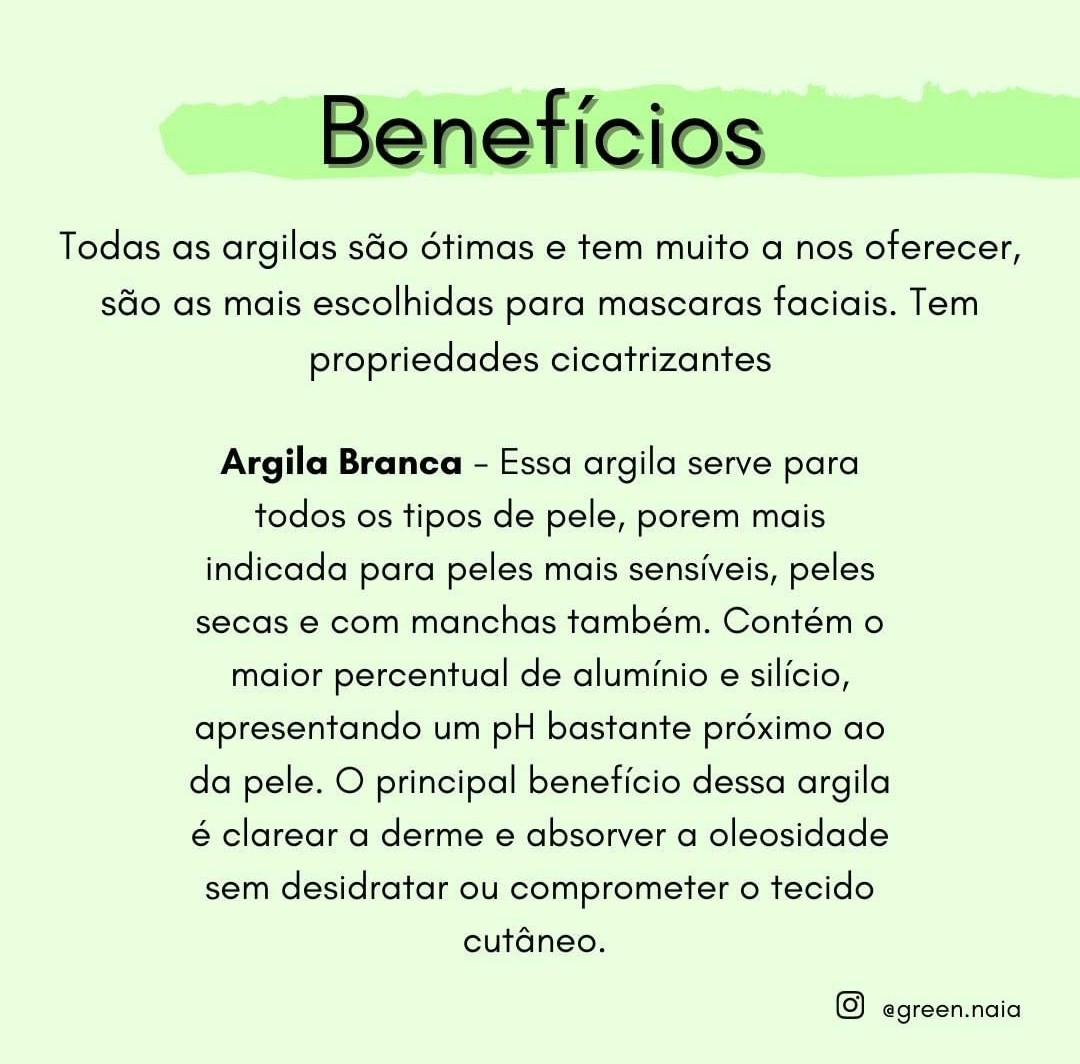 Benefícios
Todas as argilas são ótimas e tem muito a nos oferecer,
são as mais escolhidas para mascaras faciais. Tem
propriedades cicatrizantes
Argila Branca - Essa argila serve para
todos os tipos de pele, porem mais
indicada para peles mais sensíveis, peles
secas e com manchas também. Contém o
maior percentual de alumínio e silício,
apresentando um pH bastante próximo ao
da pele. O principal benefício dessa argila
é clarear a derme e absorver a oleosidade
sem desidratar ou comprometer o tecido
cutâneo.
@green.naia